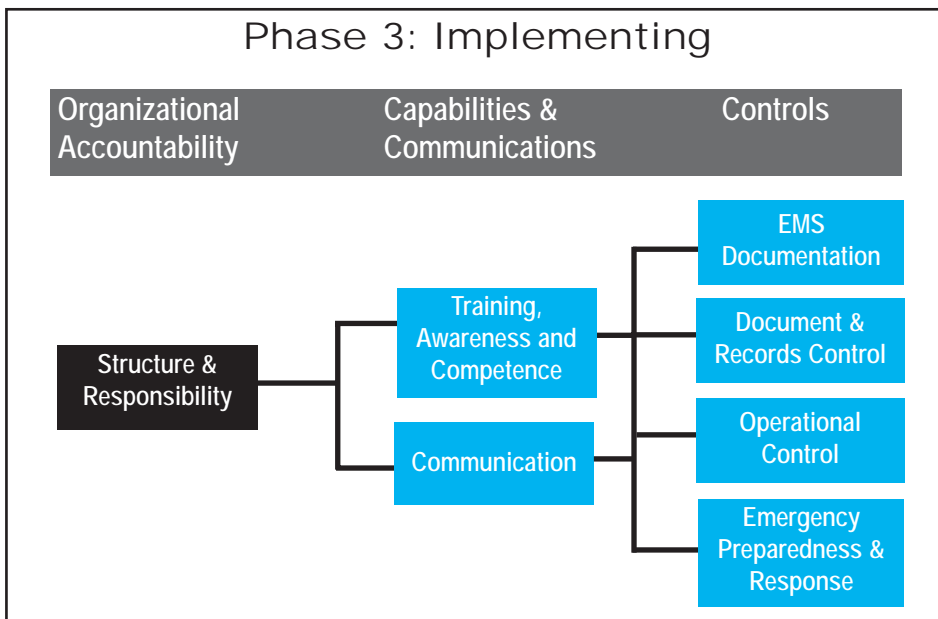 Phase 3: Implementing
Organizational
Accountability
Capabilities &
Communications
Controls
Structure &
Responsibility
Training,
Awareness and
Competence
Communication
EMS
Documentation
Document &
Records Control
Operational
Control
Emergency
Preparedness &
Response